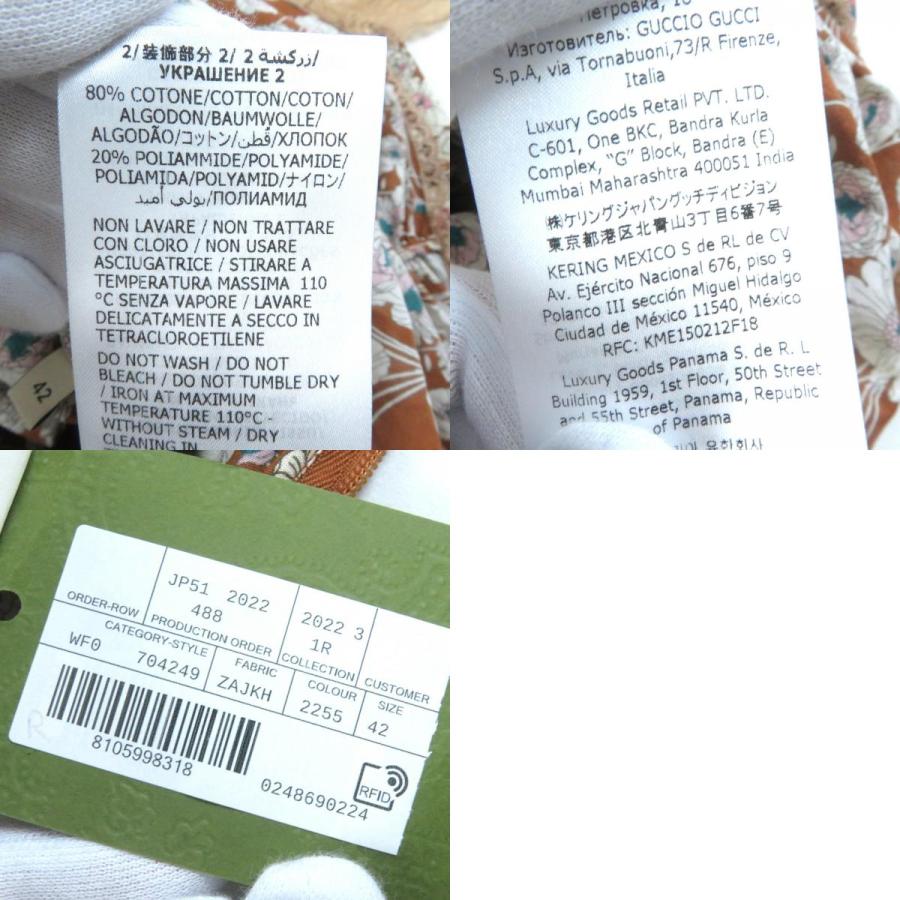 2/装飾部分 2/ زركشة 2/
УКРАШЕНИЕ 2
80% COTONE/COTTON/COTON/
ALGODON/BAUMWOLLE/
ALGODÃO/コットン/قطن/ХЛОПОК
20% POLIAMMIDE/POLYAMIDE/
POLIAMIDA/POLYAMID/ナイロン/
بولي أميد/ПОЛИАМИД
NON LAVARE / NON TRATTARE
CON CLORO / NON USARE
ASCIUGATRICE / STIRARE A
TEMPERATURA MASSIMA 110
°C SENZA VAPORE / LAVARE
DELICATAMENTE A SECCO IN
TETRACLOROETILENE
DO NOT WASH / DO NOT
BLEACH / DO NOT TUMBLE DRY
/ IRON AT MAXIMUM
TEMPERATURE 110°C -
WITHOUT STEAM / DRY
CLEANING IN
42
Петровка, 16
Изготовитель: GUCCIO GUCCI
S.p.A, via Tornabuoni,73/R Firenze,
Italia
Luxury Goods Retail PVT. LTD.
C-601, One BKC, Bandra Kurla
Complex, “G” Block, Bandra (E)
Mumbai Maharashtra 400051 India
㈱ケリングジャパングッチディビジョン
東京都港区北青山3丁目6番7号
KERING MEXICO S de RL de CV
Av. Ejército Nacional 676, piso 9
Polanco III sección Miguel Hidalgo
Ciudad de México 11540, México
RFC: KME150212F18
Luxury Goods Panama S. de R. L
Building 1959, 1st Floor, 50th Street
and 55th Street, Panama, Republic
of Panama
유한회사
JP51 2022
488
2022 3
1R
ORDER-ROW
PRODUCTION ORDER
COLLECTION
CUSTOMER
CATEGORY-STYLE
WF0 704249
FABRIC
ZAJKH
COLOUR
2255
SIZE
42
8105998318
0248690224
RFID